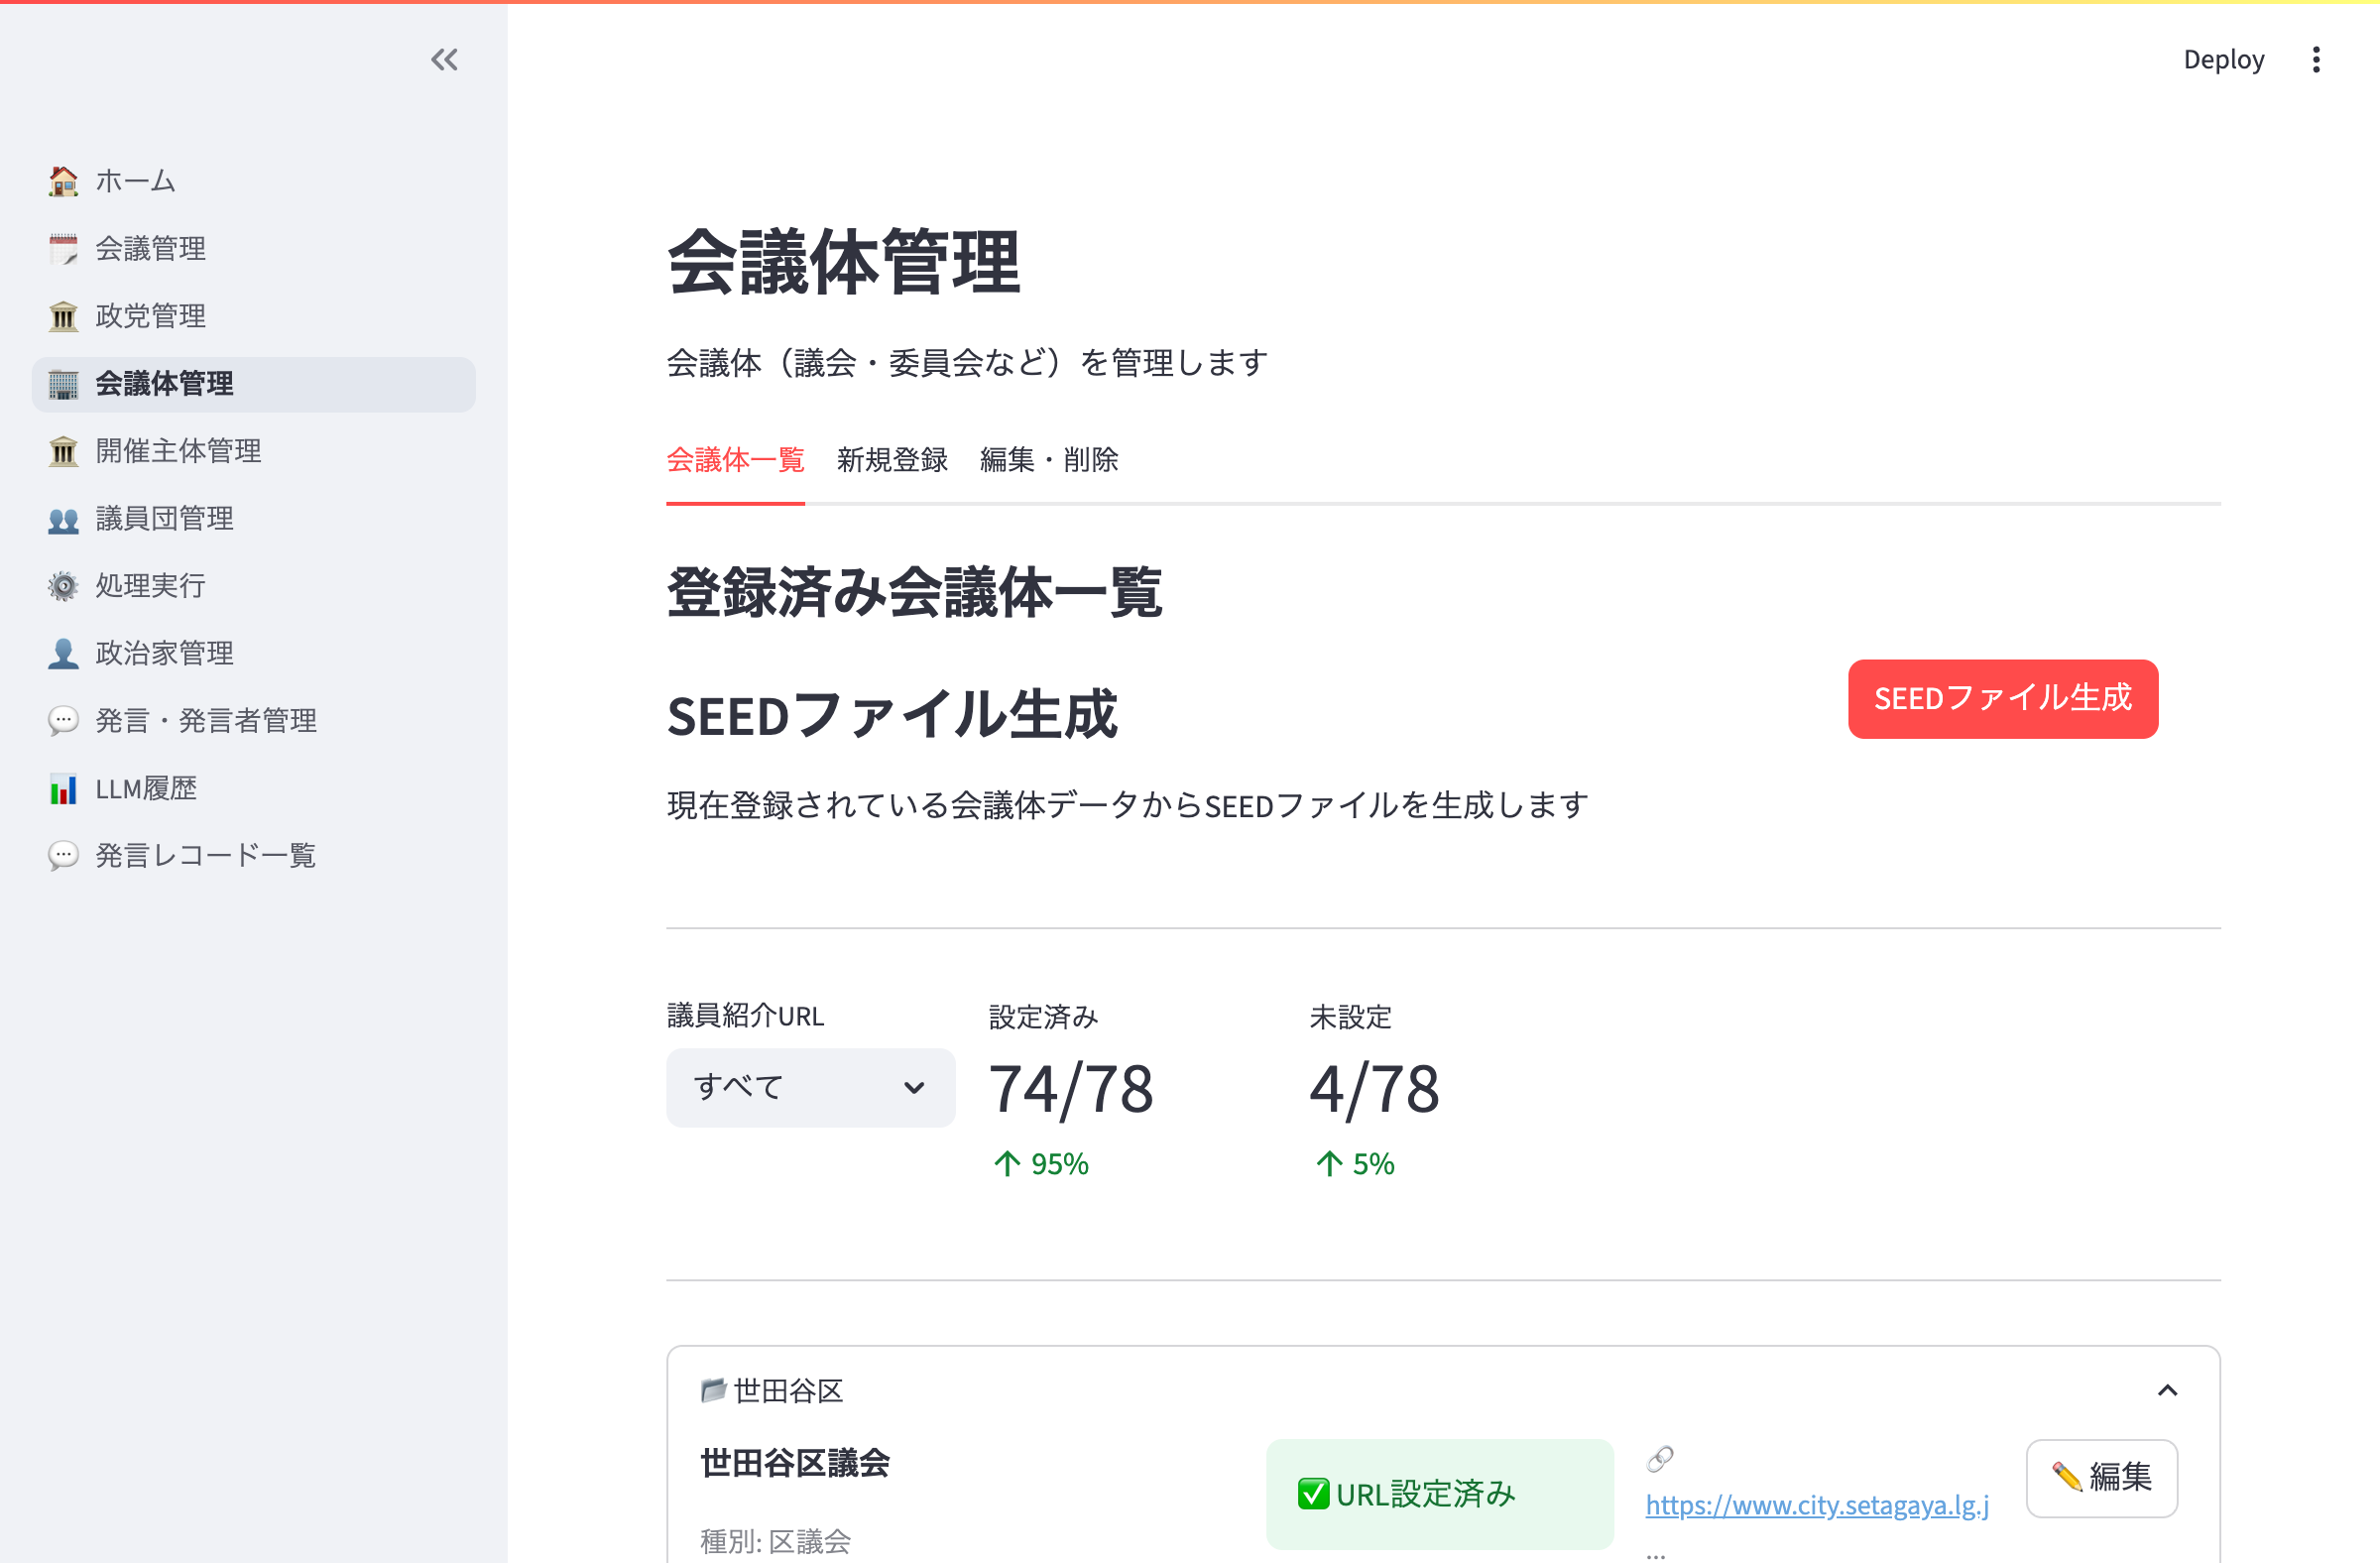 Deploy
ホーム
会議管理
政党管理
会議体管理
開催主体管理
議員団管理
処理実行
政治家管理
発言・発言者管理
LLM履歴
発言レコード一覧
会議体管理
会議体（議会・委員会など）を管理します
会議体一覧 新規登録 編集・削除
登録済み会議体一覧
SEEDファイル生成
SEEDファイル生成
現在登録されている会議体データからSEEDファイルを生成します
議員紹介URL
すべて
設定済み
74/78
↑ 95%
未設定
4/78
↑ 5%
世田谷区
世田谷区議会
種別: 区議会
URL設定済み
https://www.city.setagaya.lg.j
...
編集